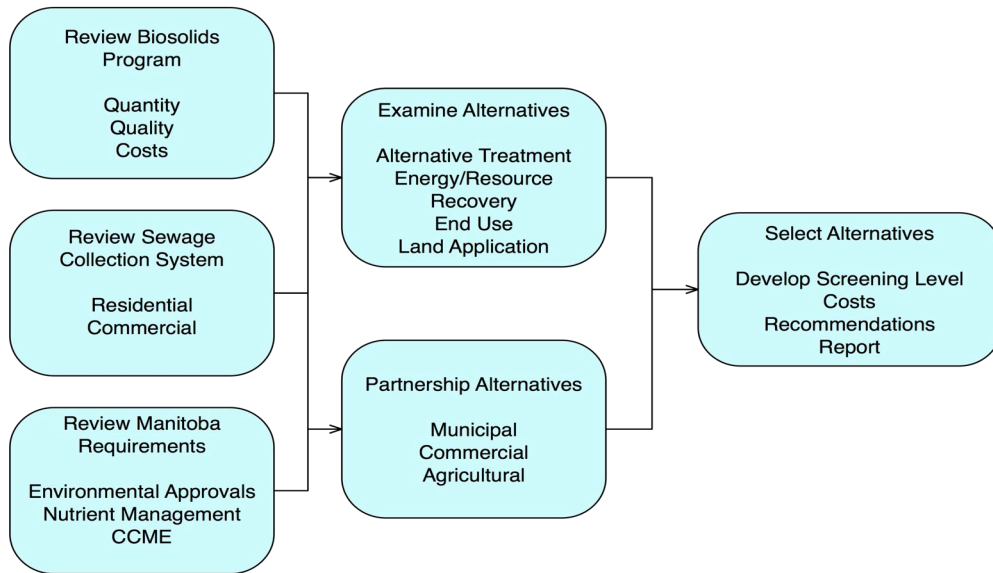 Review Biosolids
Program
Quantity
Quality
Costs
Review Sewage
Collection System
Residential
Commercial
Review Manitoba
Requirements
Environmental Approvals
Nutrient Management
CCME
Examine Alternatives
Alternative Treatment
Energy/Resource
Recovery
End Use
Land Application
Partnership Alternatives
Municipal
Commercial
Agricultural
Select Alternatives
Develop Screening Level
Costs
Recommendations
Report